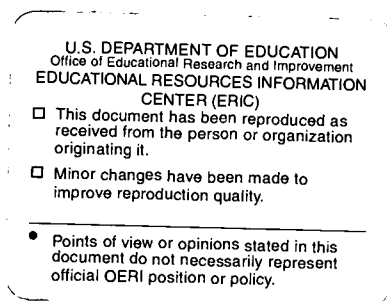 U.S. DEPARTMENT OF EDUCATION
Office of Educational Research and Improvement
EDUCATIONAL RESOURCES INFORMATION
CENTER (ERIC)
☐ This document has been reproduced as
received from the person or organization
originating it.
☐ Minor changes have been made to
improve reproduction quality.
• Points of view or opinions stated in this
document do not necessarily represent
official OERI position or policy.